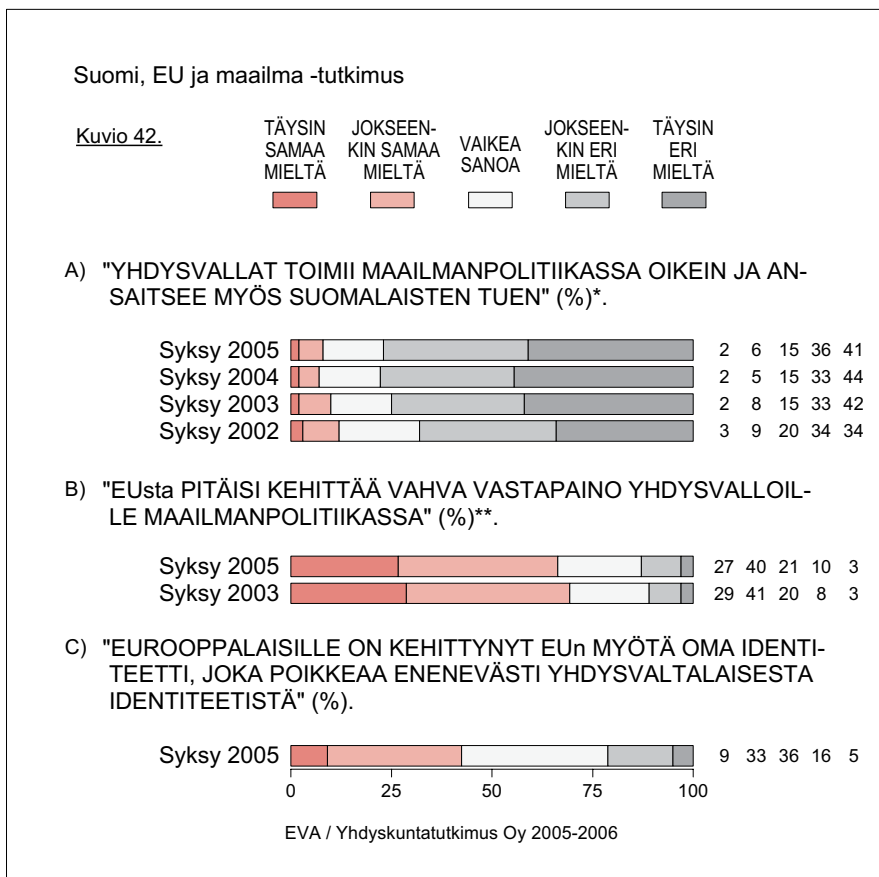 Suomi, EU ja maailma -tutkimus
Kuvio 42.
TÄYSIN
SAMAA
MIELTÄ
JOKSEEN-
KIN SAMAA
MIELTÄ
VAIKEA
SANOA
JOKSEEN-
KIN ERI
MIELTÄ
TÄYSIN
ERI
MIELTÄ
A) "YHDYSVALLAT TOIMII MAAILMANPOLITIIKASSA OIKEIN JA AN-
SAITSEE MYÖS SUOMALAISTEN TUEN" (%)*.
Syksy 2005 2 6 15 36 41
Syksy 2004 2 5 15 33 44
Syksy 2003 2 8 15 33 42
Syksy 2002 3 9 20 34 34
B) "EUsta PITÄISI KEHITTÄÄ VAHVA VASTAPAINO YHDYSVALLOIL-
LE MAAILMANPOLITIIKASSA" (%)**.
Syksy 2005 27 40 21 10 3
Syksy 2003 29 41 20 8 3
C) "EUROOPPALAISILLE ON KEHITTYNYT EUn MYÖTÄ OMA IDENTI-
TEETTI, JOKA POIKKEAA ENENEVÄSTI YHDYSVALTALAISESTA
IDENTITEETISTÄ" (%).
Syksy 2005 9 33 36 16 5
0 25 50 75 100
EVA / Yhdyskuntatutkimus Oy 2005-2006